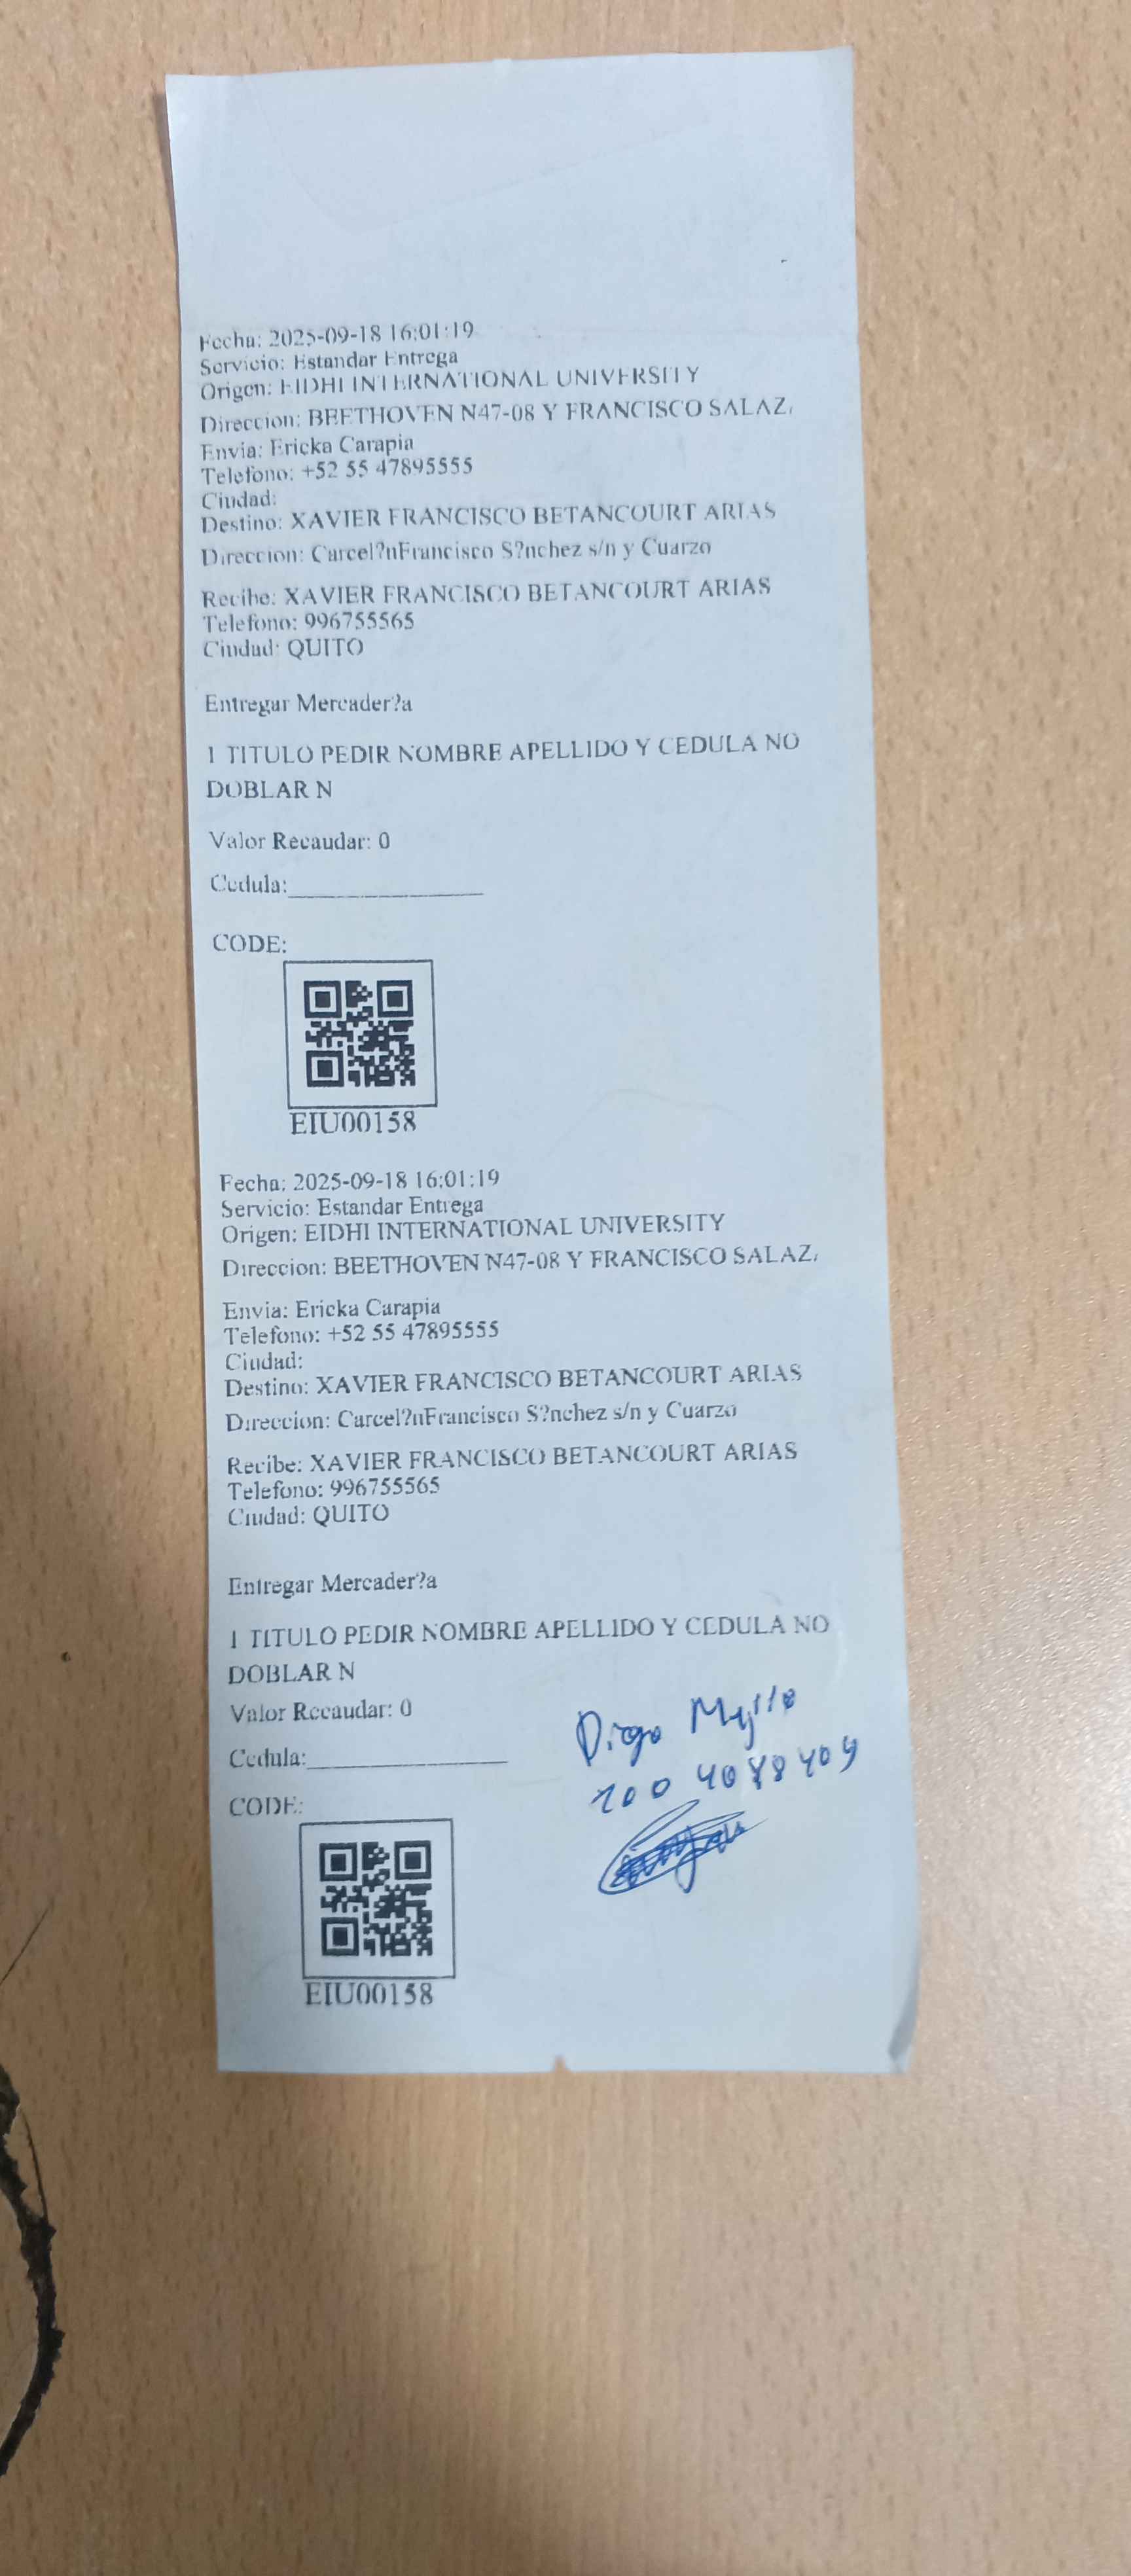 Fecha: 2025-09-18 16:01:19
Servicio: Estandar Entrega
Origen: EIDHI INTERNATIONAL UNIVERSITY
Direccion: BEETHOVEN N47-08 Y FRANCISCO SALAZ
Envia: Ericka Carapia
Telefono: +52 55 47895555
Ciudad:
Destino: XAVIER FRANCISCO BETANCOURT ARIAS
Direccion: Carcel?nFrancisco S?nchez s/n y Cuarzo
Recibe: XAVIER FRANCISCO BETANCOURT ARIAS
Telefono: 996755565
Ciudad: QUITO
Entregar Mercader?a
1 TITULO PEDIR NOMBRE APELLIDO Y CEDULA NO
DOBLAR N
Valor Recaudar: 0
Cedula:
CODE:
EIU00158
Fecha: 2025-09-18 16:01:19
Servicio: Estandar Entrega
Origen: EIDHI INTERNATIONAL UNIVERSITY
Direccion: BEETHOVEN N47-08 Y FRANCISCO SALAZ
Envia: Ericka Carapia
Telefono: +52 55 47895555
Ciudad:
Destino: XAVIER FRANCISCO BETANCOURT ARIAS
Direccion: Carcel?nFrancisco S?nchez s/n y Cuarzo
Recibe: XAVIER FRANCISCO BETANCOURT ARIAS
Telefono: 996755565
Ciudad: QUITO
Entregar Mercader?a
1 TITULO PEDIR NOMBRE APELLIDO Y CEDULA NO
DOBLAR N
Valor Recaudar: 0
Diego
100 4088409
Cedula:
CODE:
EIU00158